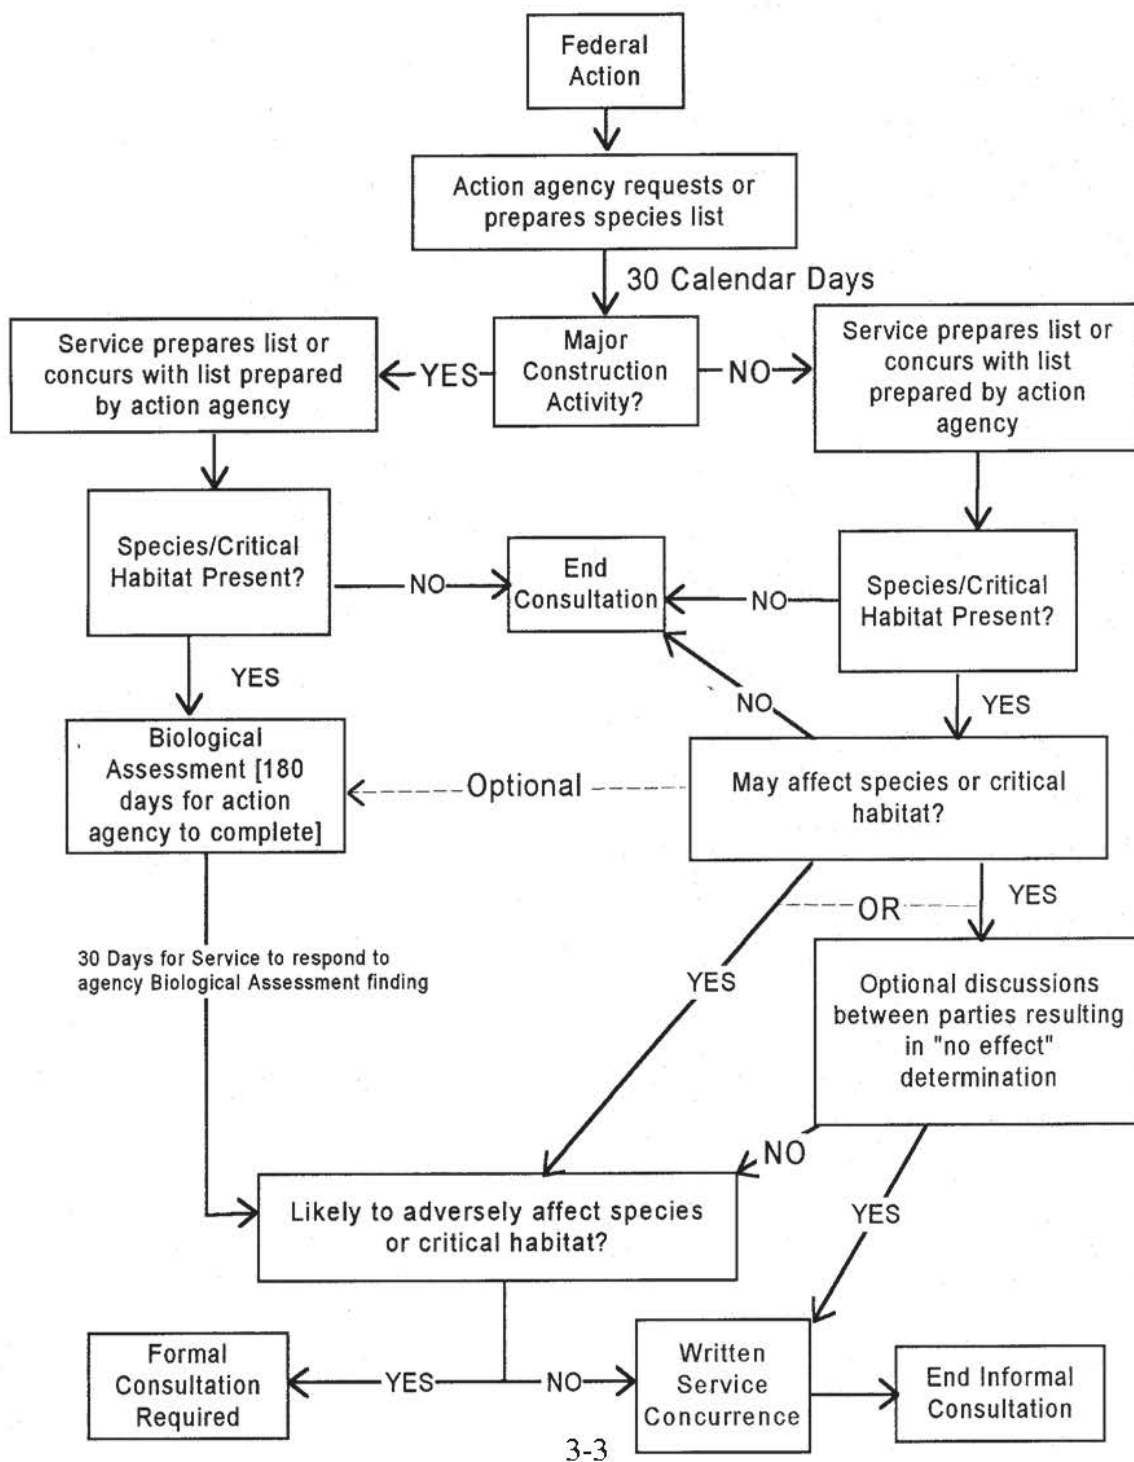 Federal
Action
Action agency requests or
prepares species list
30 Calendar Days
Service prepares list or
concurs with list prepared
by action agency
YES
Major
Construction
Activity?
NO
Service prepares list or
concurs with list
prepared by action
agency
Species/Critical
Habitat Present?
NO
End
Consultation
NO
Species/Critical
Habitat Present?
YES
NO
YES
Biological
Assessment [180
days for action
agency to complete]
Optional
May affect species or critical
habitat?
OR
YES
30 Days for Service to respond to
agency Biological Assessment finding
YES
Optional discussions
between parties resulting
in "no effect"
determination
NO
Likely to adversely affect species
or critical habitat?
YES
Formal
Consultation
Required
YES
NO
Written
Service
Concurrence
End Informal
Consultation
3-3